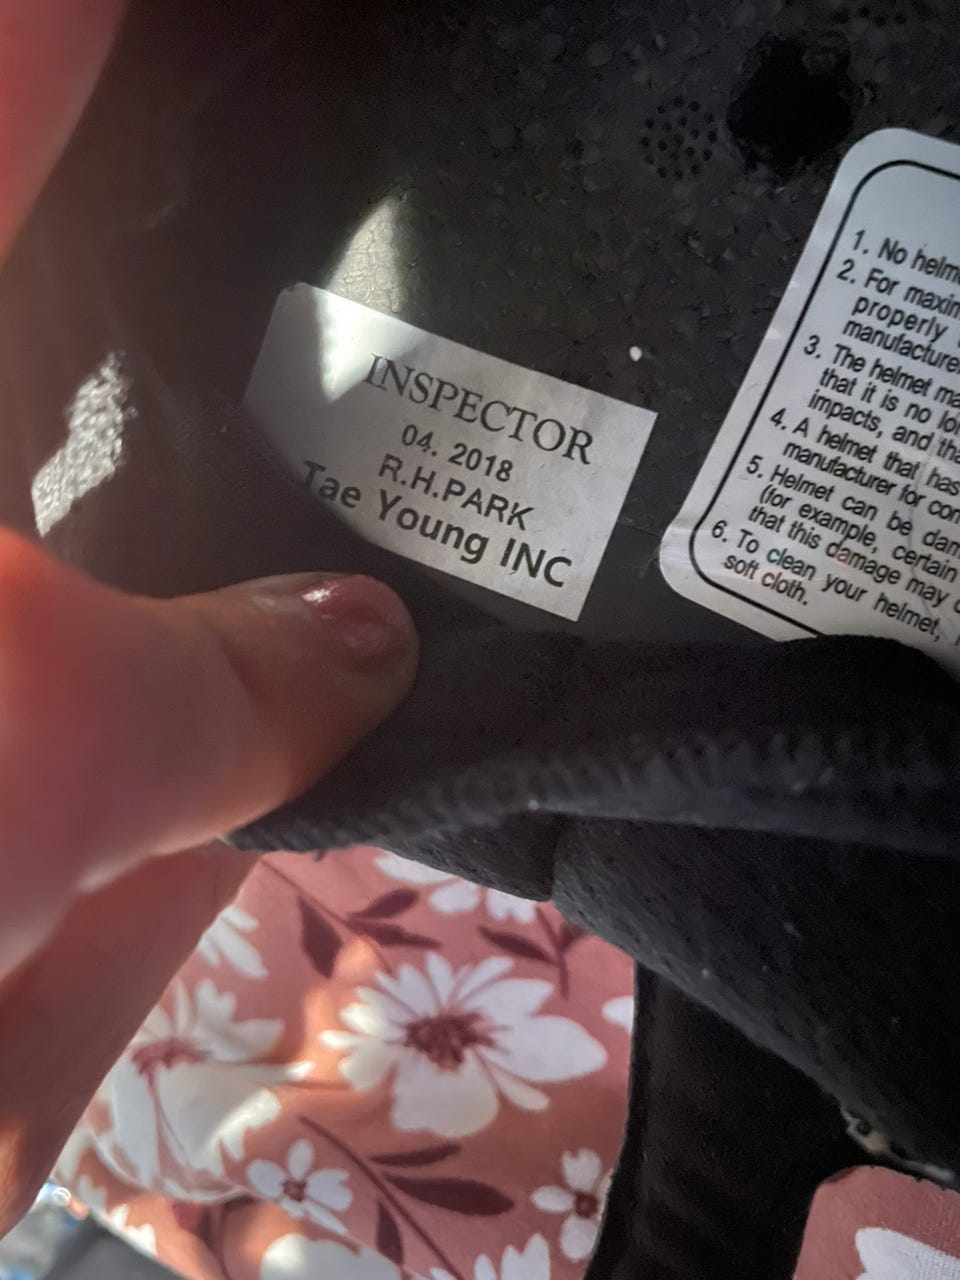 INSPECTOR
04. 2018
R.H.PARK
Tae Young INC
1. No
2. For
properly
manufacturer
3. The helmet
that it is no
impacts, and
4. A helmet that has
manufacturer for
5. Helmet can be
(for example, certain
that this damage may
6. To clean your helmet,
soft cloth.